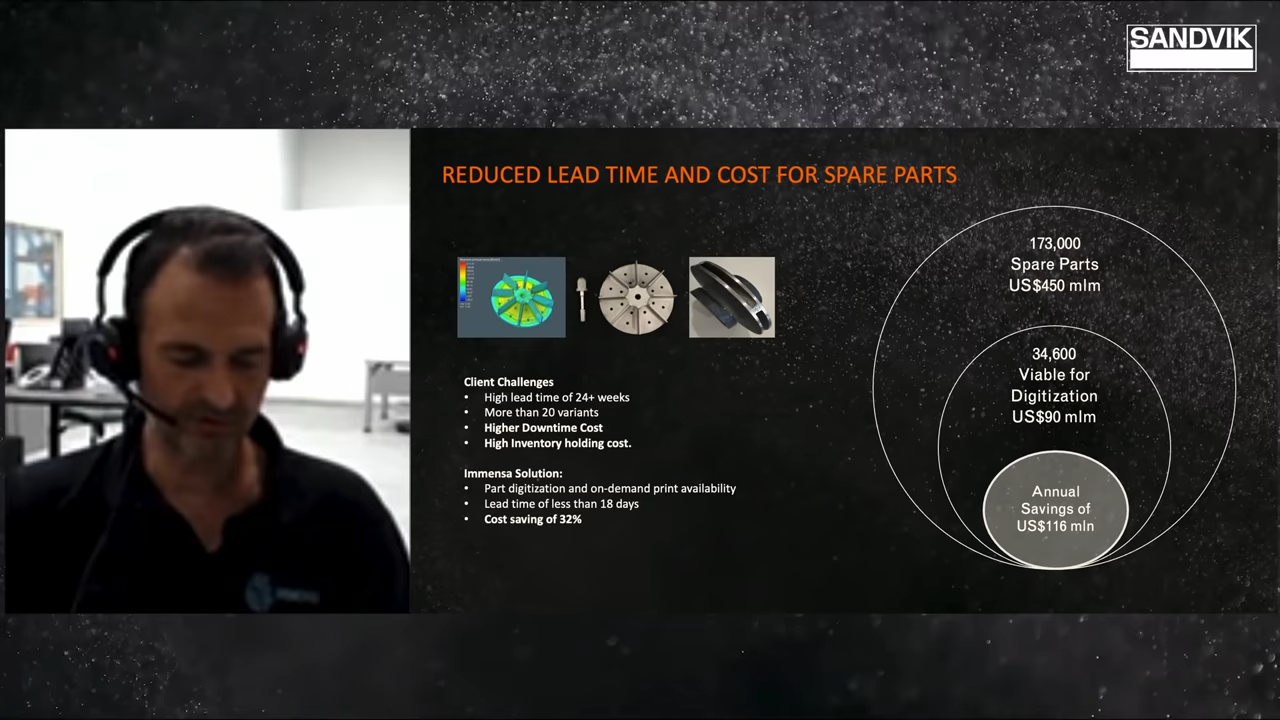 SANDVIK
REDUCED LEAD TIME AND COST FOR SPARE PARTS
Client Challenges
• High lead time of 24+ weeks
• More than 20 variants
• Higher Downtime Cost
• High Inventory holding cost.
Immensa Solution:
• Part digitization and on-demand print availability
• Lead time of less than 18 days
• Cost saving of 32%
173,000
Spare Parts
US$450 mlm
34,600
Viable for
Digitization
US$90 mlm
Annual
Savings of
US$116 mln